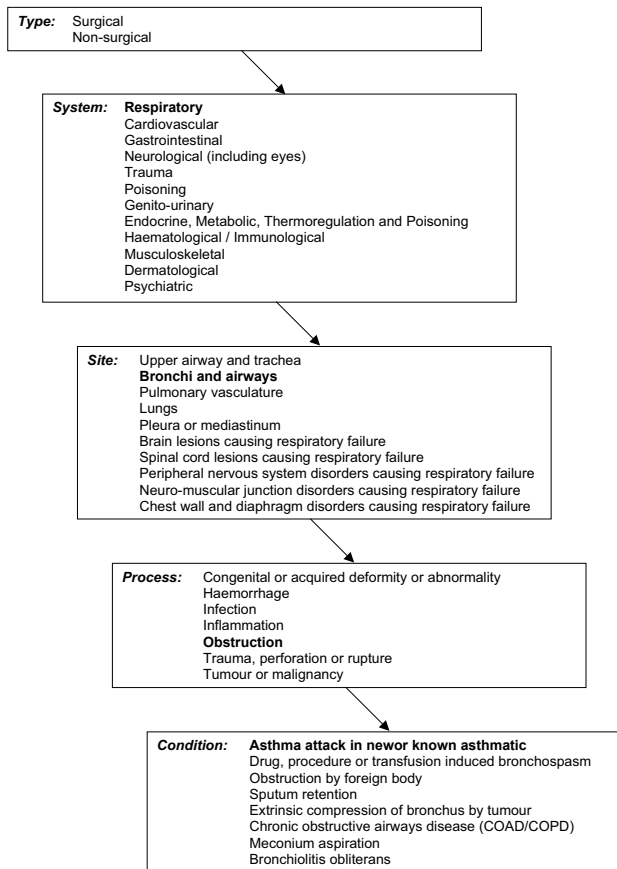 Type: Surgical
Non-surgical
System: Respiratory
Cardiovascular
Gastrointestinal
Neurological (including eyes)
Trauma
Poisoning
Genito-urinary
Endocrine, Metabolic, Thermoregulation and Poisoning
Haematological / Immunological
Musculoskeletal
Dermatological
Psychiatric
Site: Upper airway and trachea
Bronchi and airways
Pulmonary vasculature
Lungs
Pleura or mediastinum
Brain lesions causing respiratory failure
Spinal cord lesions causing respiratory failure
Peripheral nervous system disorders causing respiratory failure
Neuro-muscular junction disorders causing respiratory failure
Chest wall and diaphragm disorders causing respiratory failure
Process: Congenital or acquired deformity or abnormality
Haemorrhage
Infection
Inflammation
Obstruction
Trauma, perforation or rupture
Tumour or malignancy
Condition: Asthma attack in newor known asthmatic
Drug, procedure or transfusion induced bronchospasm
Obstruction by foreign body
Sputum retention
Extrinsic compression of bronchus by tumour
Chronic obstructive airways disease (COAD/COPD)
Meconium aspiration
Bronchiolitis obliterans